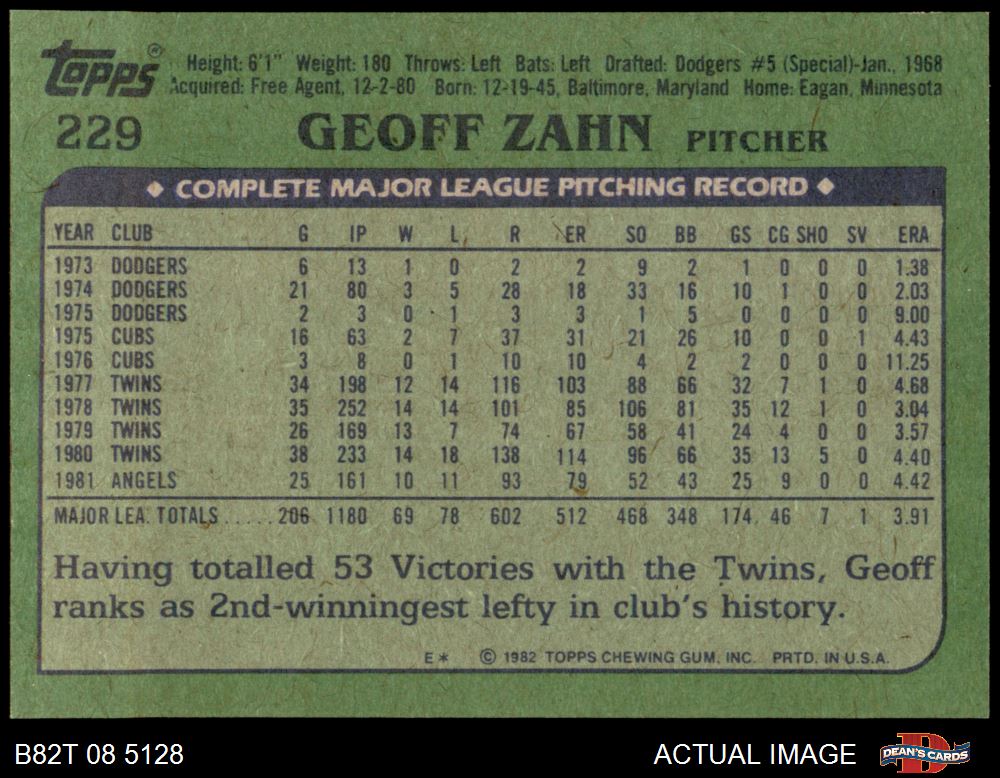 topps® Height: 6'1" Weight: 180 Throws: Left Bats: Left Drafted: Dodgers #5 (Special)-Jan., 1968
Acquired: Free Agent, 12-2-80 Born: 12-19-45, Baltimore, Maryland Home: Eagan, Minnesota
229 GEOFF ZAHN PITCHER
◆ COMPLETE MAJOR LEAGUE PITCHING RECORD ◆
YEAR CLUB G IP W L R ER SO BB GS CG SHO SV ERA
1973 DODGERS 6 13 1 0 2 2 9 2 1 0 0 0 1.38
1974 DODGERS 21 80 3 5 28 18 33 16 10 1 0 0 2.03
1975 DODGERS 2 3 0 1 3 3 1 5 0 0 0 0 9.00
1975 CUBS 16 63 2 7 37 31 21 26 10 0 0 1 4.43
1976 CUBS 3 8 0 1 10 10 4 2 2 0 0 0 11.25
1977 TWINS 34 198 12 14 116 103 88 66 32 7 1 0 4.68
1978 TWINS 35 252 14 14 101 85 106 81 35 12 1 0 3.04
1979 TWINS 26 169 13 7 74 67 58 41 24 4 0 0 3.57
1980 TWINS 38 233 14 18 138 114 96 66 35 13 5 0 4.40
1981 ANGELS 25 161 10 11 93 79 52 43 25 9 0 0 4.42
MAJOR LEA. TOTALS ..... 206 1180 69 78 602 512 468 348 174 46 7 1 3.91
Having totalled 53 Victories with the Twins, Geoff
ranks as 2nd-winningest lefty in club's history.
E* © 1982 TOPPS CHEWING GUM, INC. PRTD. IN U.S.A.
B82T 08 5128 ACTUAL IMAGE D DEAN'S CARDS